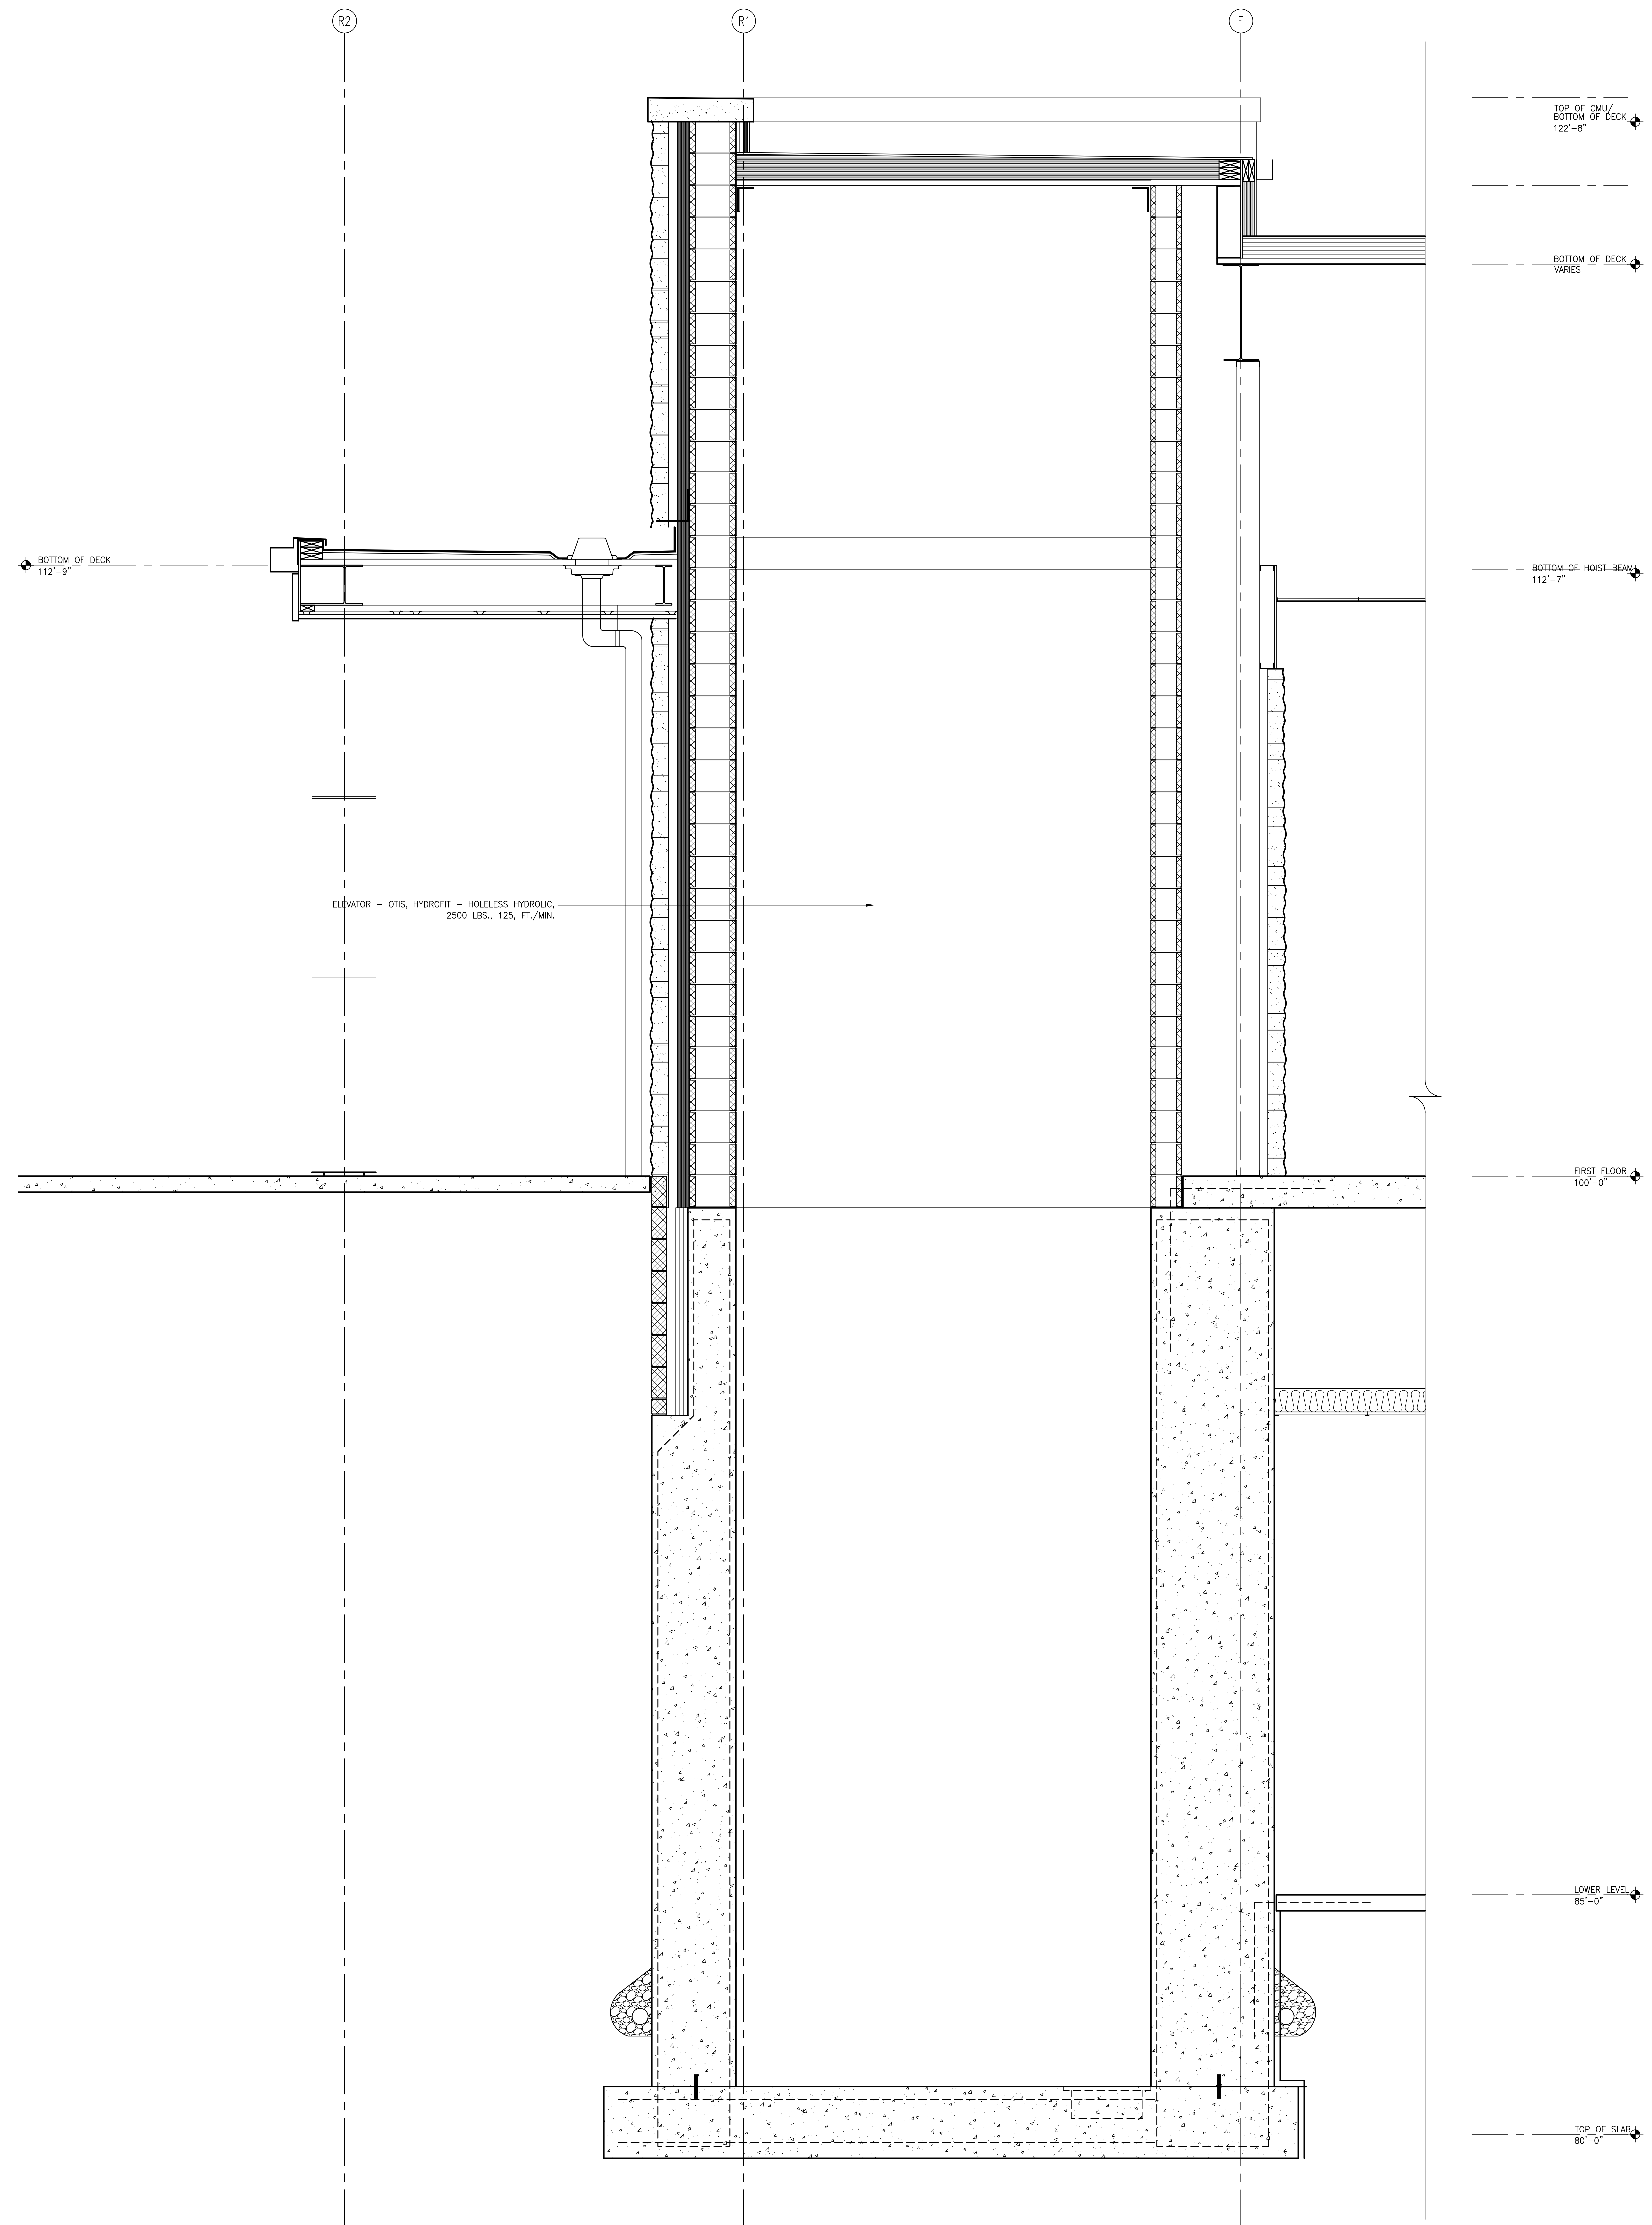 R2
R1
F
TOP OF CMU/
BOTTOM OF DECK
122'-8"
BOTTOM OF DECK
VARIES
BOTTOM OF DECK
112'-9"
BOTTOM OF HOIST BEAM
112'-7"
ELEVATOR - OTIS, HYDROFIT - HOLELESS HYDROLIC,
2500 LBS., 125, FT./MIN.
FIRST FLOOR
100'-0"
LOWER LEVEL
85'-0"
TOP OF SLAB
80'-0"